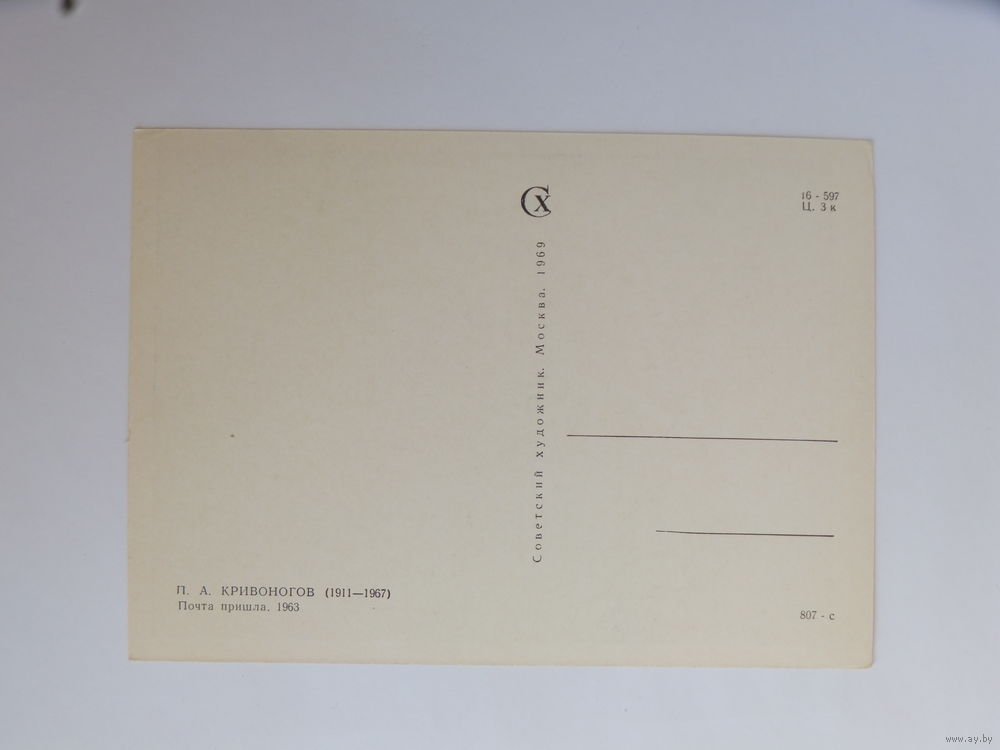 Сх
16 - 597
Ц. 3 к
Советский художник. Москва. 1969
П. А. КРИВОНОГОВ (1911—1967)
Почта пришла. 1963
807 - с
www.ay.by